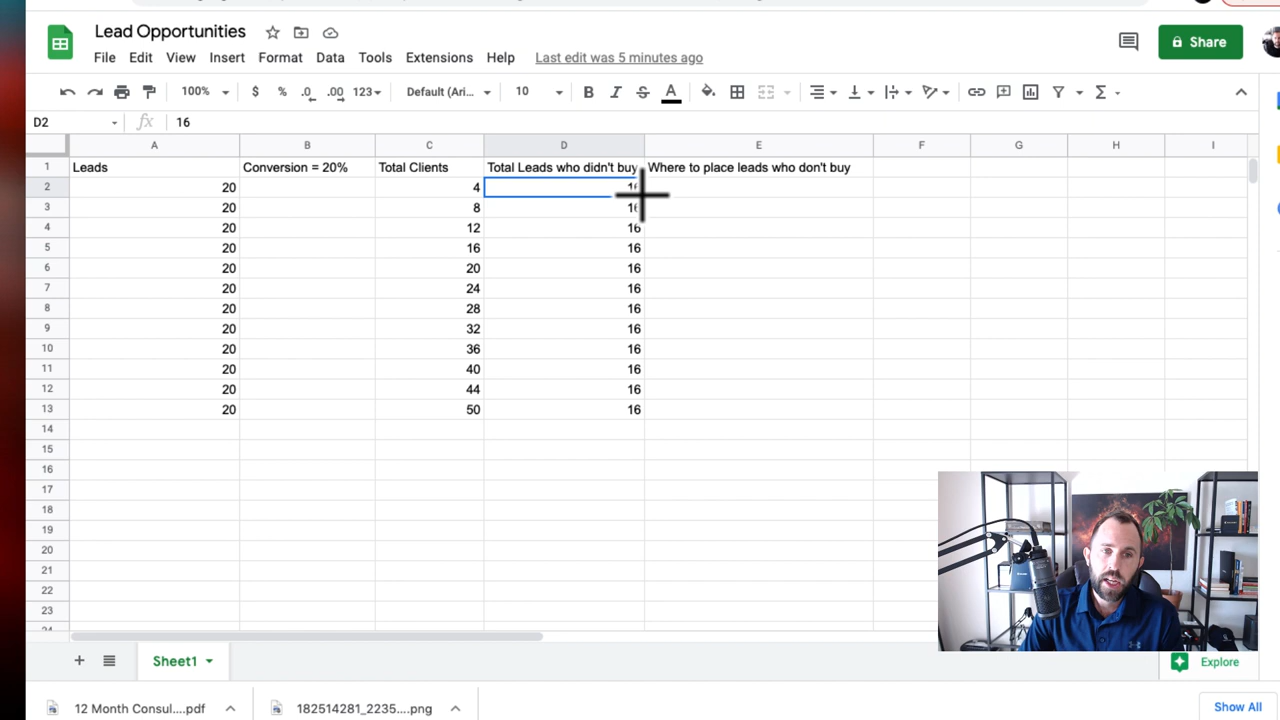 Lead Opportunities
Share
File Edit View Insert Format Data Tools Extensions Help Last edit was 5 minutes ago
100% $ % .0 .00 123 Default (Ari... 10 B I S A Σ
D2 fx 16
A B C D E F G H I
1 Leads Conversion = 20% Total Clients Total Leads who didn't buy Where to place leads who don't buy
2 20 4
3 20 8
4 20 12 16
5 20 16 16
6 20 20 16
7 20 24 16
8 20 28 16
9 20 32 16
10 20 36 16
11 20 40 16
12 20 44 16
13 20 50 16
14
15
16
17
18
19
20
21
22
23
Sheet1
Explore
12 Month Consul....pdf 182514281_2235....png Show All